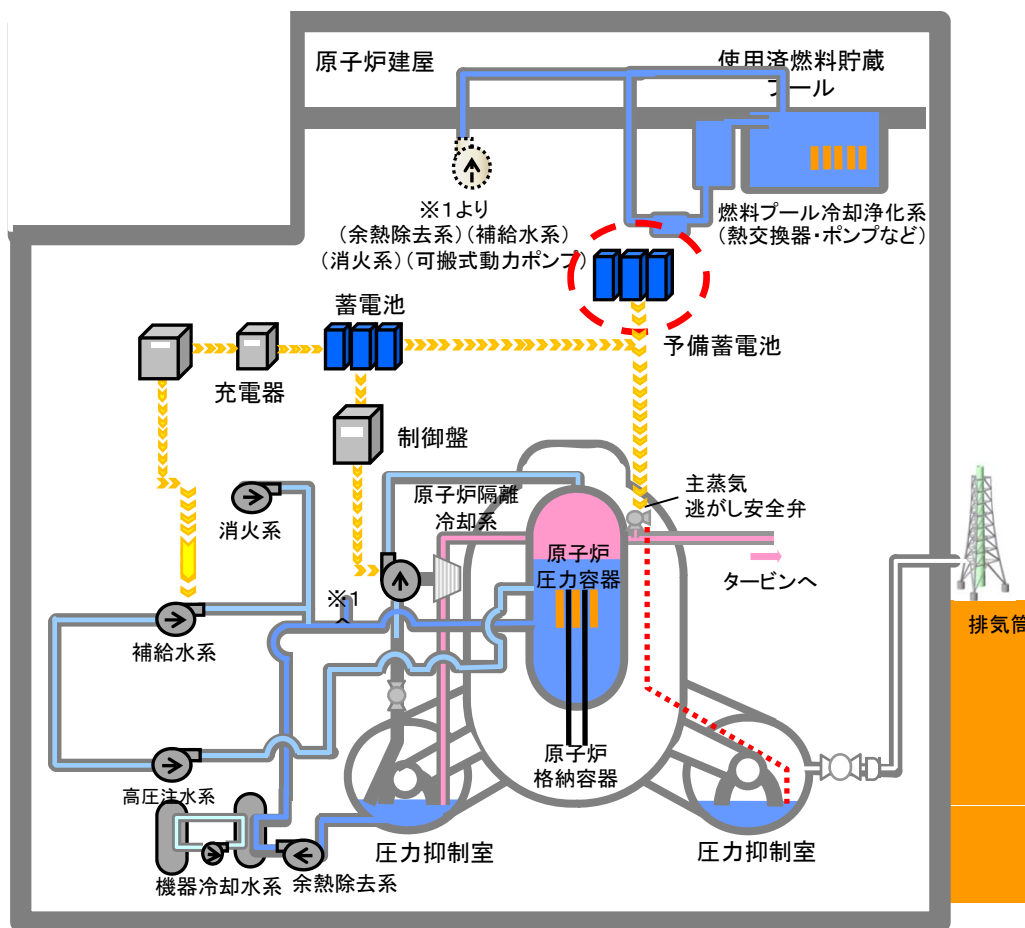 原子炉建屋
使用済燃料貯蔵
プール
※1より
(余熱除去系)(補給水系)
(消火系)(可搬式動力ポンプ)
燃料プール冷却浄化系
(熱交換器・ポンプなど)
蓄電池
予備蓄電池
充電器
制御盤
原子炉隔離
冷却系
主蒸気
逃がし安全弁
消火系
原子炉
圧力容器
タービンへ
※1
補給水系
排気筒
原子炉
格納容器
高圧注水系
圧力抑制室
圧力抑制室
機器冷却水系
余熱除去系